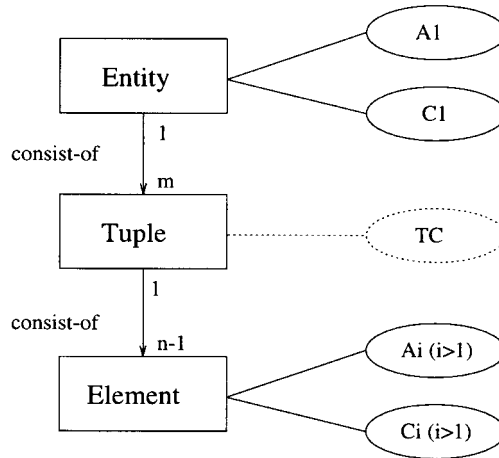 A1
Entity
C1
1
consist-of
m
Tuple
TC
1
consist-of
n-1
Ai (i>1)
Element
Ci (i>1)